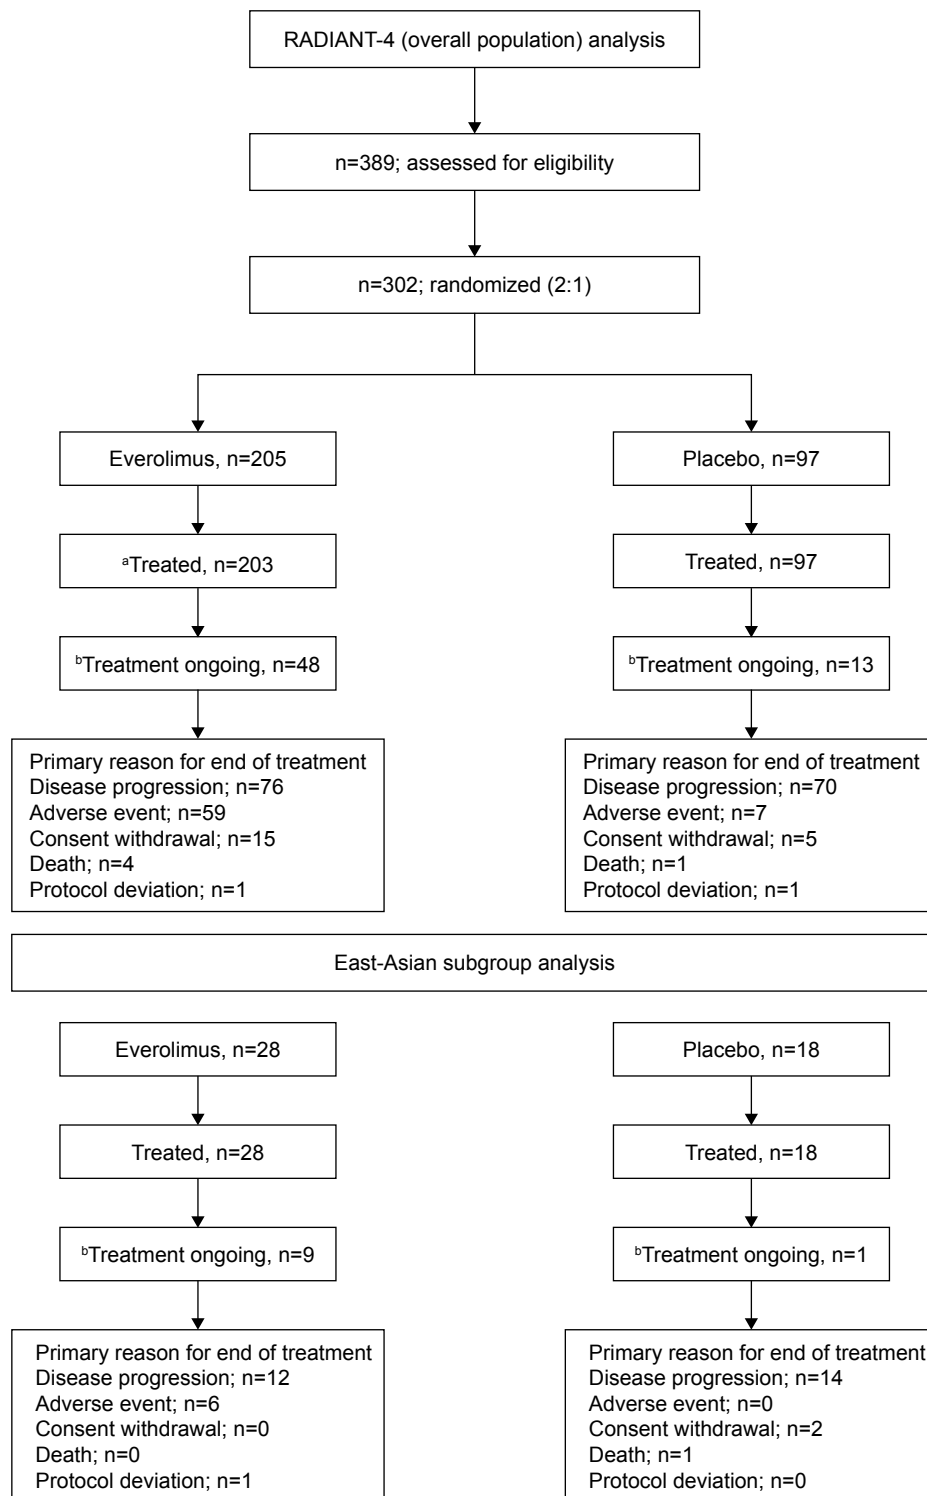 RADIANT-4 (overall population) analysis
n=389; assessed for eligibility
n=302; randomized (2:1)
Everolimus, n=205
Placebo, n=97
ᵃTreated, n=203
Treated, n=97
ᵇTreatment ongoing, n=48
ᵇTreatment ongoing, n=13
Primary reason for end of treatment
Disease progression; n=76
Adverse event; n=59
Consent withdrawal; n=15
Death; n=4
Protocol deviation; n=1
Primary reason for end of treatment
Disease progression; n=70
Adverse event; n=7
Consent withdrawal; n=5
Death; n=1
Protocol deviation; n=1
East-Asian subgroup analysis
Everolimus, n=28
Placebo, n=18
Treated, n=28
Treated, n=18
ᵇTreatment ongoing, n=9
ᵇTreatment ongoing, n=1
Primary reason for end of treatment
Disease progression; n=12
Adverse event; n=6
Consent withdrawal; n=0
Death; n=0
Protocol deviation; n=1
Primary reason for end of treatment
Disease progression; n=14
Adverse event; n=0
Consent withdrawal; n=2
Death; n=1
Protocol deviation; n=0